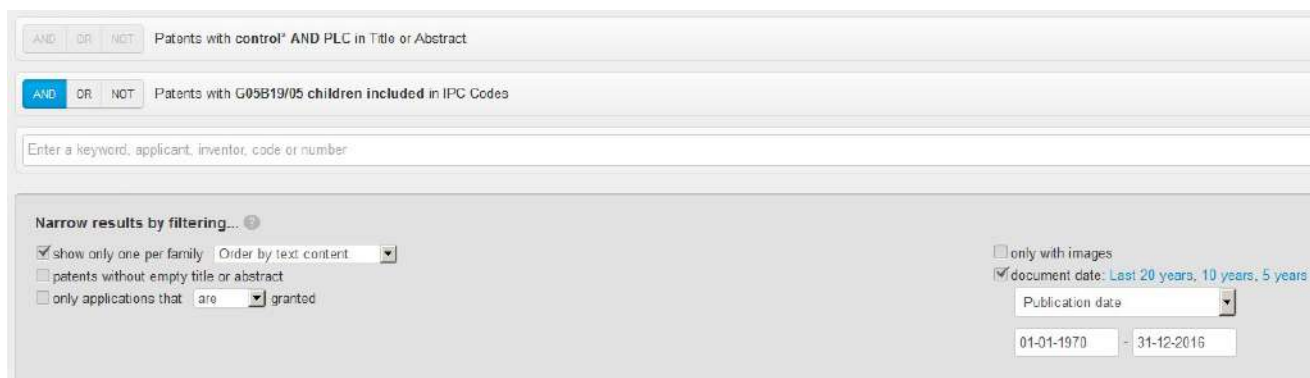 AND OR NOT Patents with control* AND PLC in Title or Abstract
AND OR NOT Patents with G05B19/05 children included in IPC Codes
Enter a keyword, applicant, inventor, code or number
Narrow results by filtering...
show only one per family Order by text content
patents without empty title or abstract
only applications that are granted
only with images
document date: Last 20 years, 10 years, 5 years
Publication date
01-01-1970 - 31-12-2016